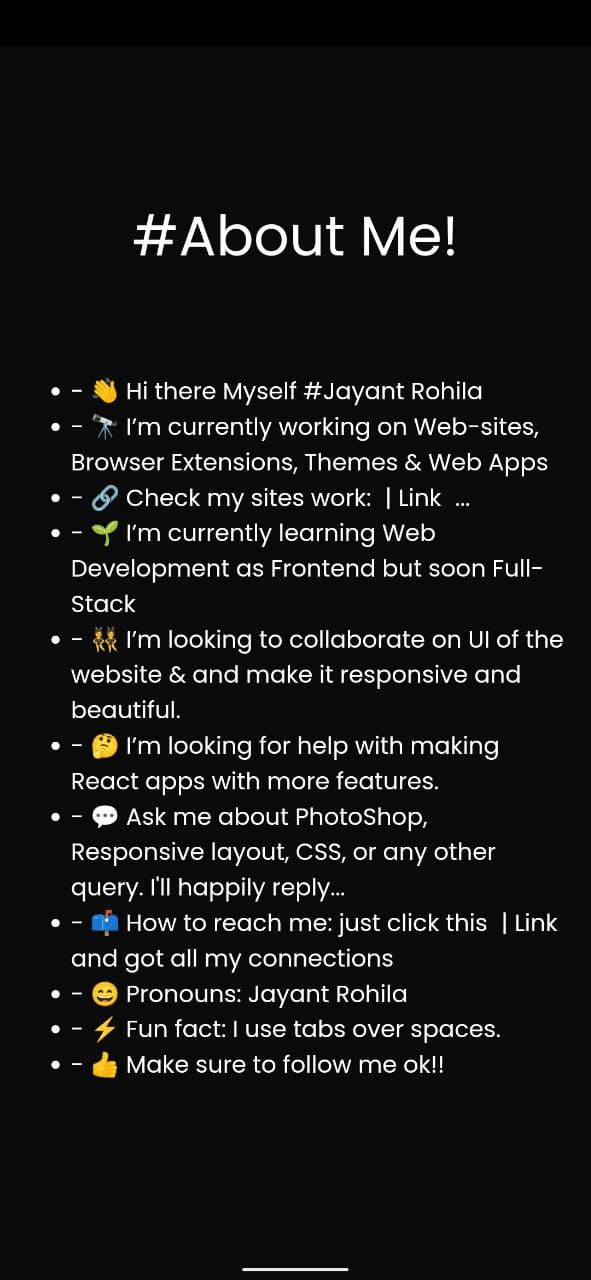 #About Me!
• - 👋 Hi there Myself #Jayant Rohila
• - 🔭 I’m currently working on Web-sites,
Browser Extensions, Themes & Web Apps
• - 🔗 Check my sites work:  | Link  ...
• - 🌱 I’m currently learning Web
Development as Frontend but soon Full-
Stack
• - 👯 I’m looking to collaborate on UI of the
website & and make it responsive and
beautiful.
• - 🤔 I’m looking for help with making
React apps with more features.
• - 💬 Ask me about PhotoShop,
Responsive layout, CSS, or any other
query. I'll happily reply...
• - 📫 How to reach me: just click this  | Link
and got all my connections
• - 😄 Pronouns: Jayant Rohila
• - ⚡ Fun fact: I use tabs over spaces.
• - 👍 Make sure to follow me ok!!